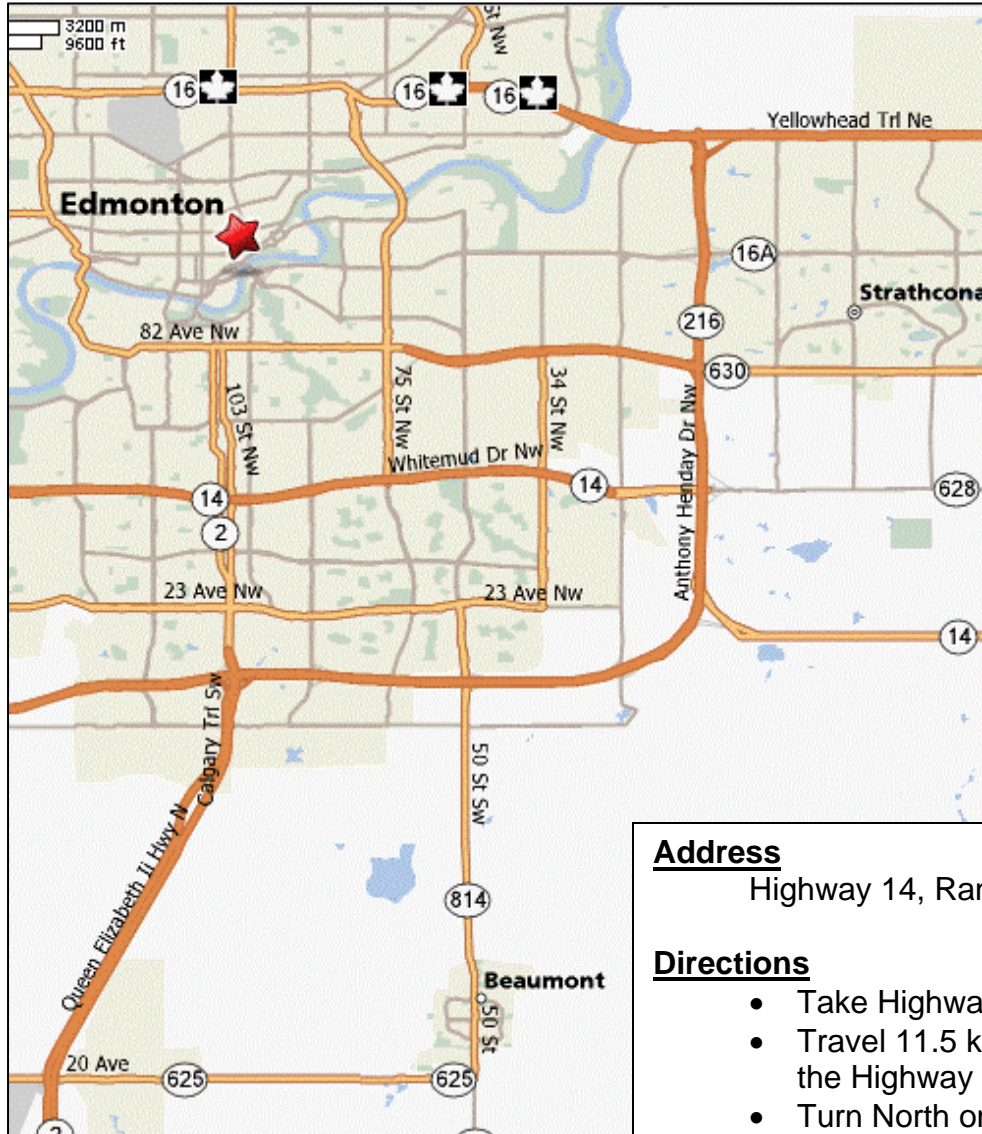 3200 m
9600 ft
St Nw
16
16
16
Yellowhead Trl Ne
Edmonton
16A
Strathcona
82 Ave Nw
216
630
103 St Nw
75 St Nw
34 St Nw
Anthony Henday Dr Nw
Whitemud Dr Nw
14
14
628
2
23 Ave Nw
23 Ave Nw
14
Calgary Trl Sw
50 St Sw
Queen Elizabeth Ii Hwy N
814
Beaumont
50 St
20 Ave
625
625
2
Address
Highway 14, Ran
Directions
• Take Highwa
• Travel 11.5 k
the Highway
• Turn North or